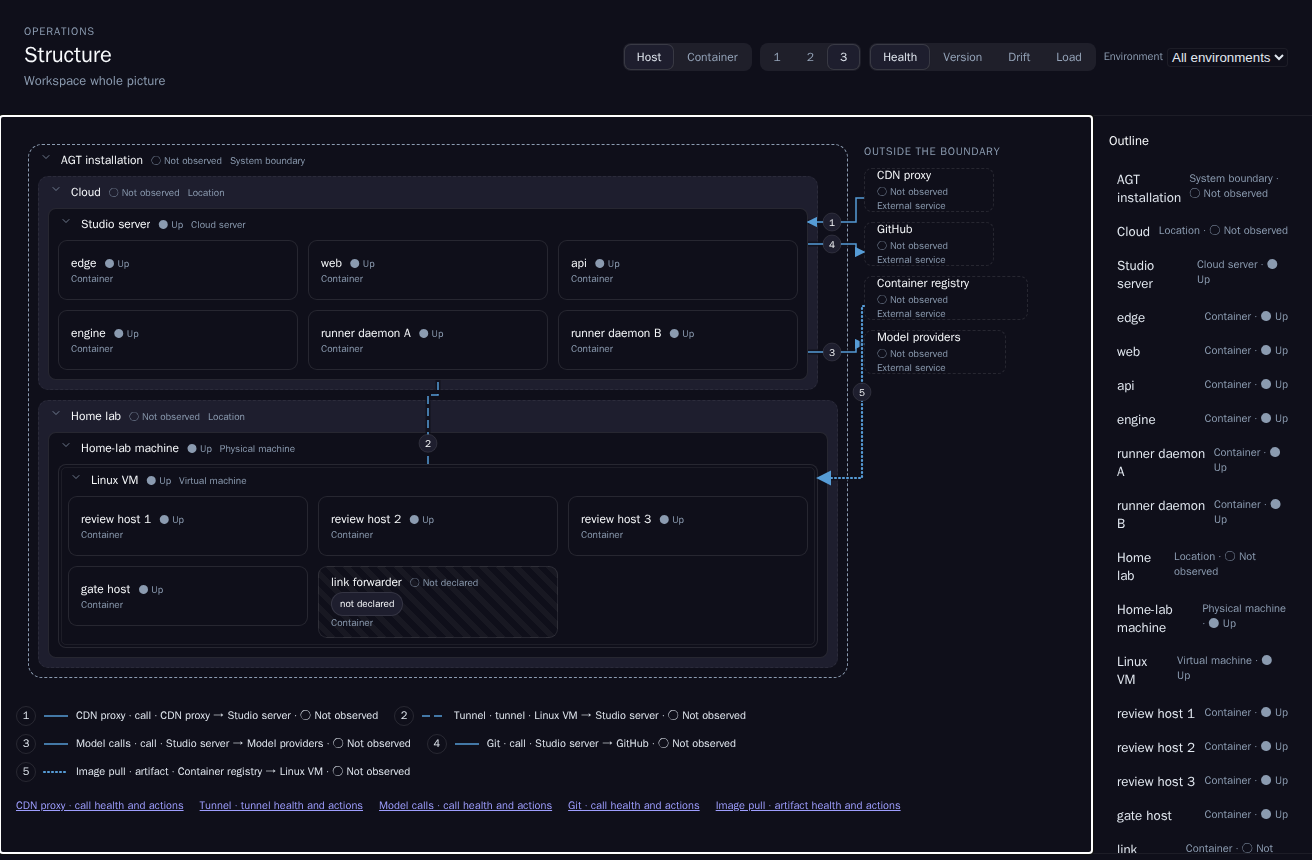 OPERATIONS
Structure
Workspace whole picture
Host Container 1 2 3 Health Version Drift Load Environment All environments
AGT installation Not observed System boundary
Cloud Not observed Location
Studio server Up Cloud server
edge Up
Container
web Up
Container
api Up
Container
engine Up
Container
runner daemon A Up
Container
runner daemon B Up
Container
Home lab Not observed Location
Home-lab machine Up Physical machine
Linux VM Up Virtual machine
review host 1 Up
Container
review host 2 Up
Container
review host 3 Up
Container
gate host Up
Container
link forwarder Not declared
not declared
Container
1
4
3
5
2
OUTSIDE THE BOUNDARY
CDN proxy
Not observed
External service
GitHub
Not observed
External service
Container registry
Not observed
External service
Model providers
Not observed
External service
1 CDN proxy · call · CDN proxy → Studio server · Not observed
2 Tunnel · tunnel · Linux VM → Studio server · Not observed
3 Model calls · call · Studio server → Model providers · Not observed
4 Git · call · Studio server → GitHub · Not observed
5 Image pull · artifact · Container registry → Linux VM · Not observed
CDN proxy · call health and actions
Tunnel · tunnel health and actions
Model calls · call health and actions
Git · call health and actions
Image pull · artifact health and actions
Outline
AGT installation
System boundary · Not observed
Cloud Location · Not observed
Studio server
Cloud server · Up
edge Container · Up
web Container · Up
api Container · Up
engine Container · Up
runner daemon A
Container · Up
runner daemon B
Container · Up
Home lab
Location · Not observed
Home-lab machine
Physical machine · Up
Linux VM
Virtual machine · Up
review host 1 Container · Up
review host 2 Container · Up
review host 3 Container · Up
gate host Container · Up
link Container · Not